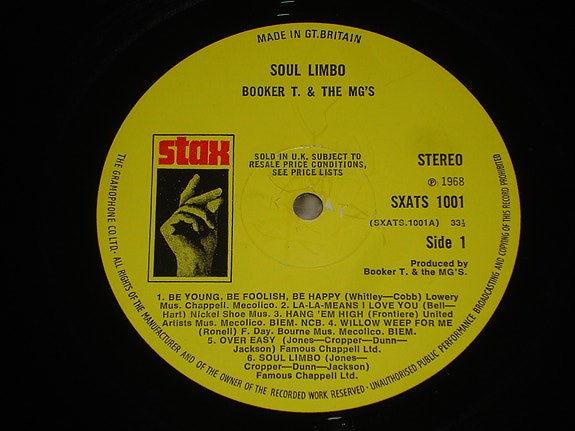 MADE IN GT. BRITAIN
SOUL LIMBO
BOOKER T. & THE MG'S
stax
SOLD IN U.K. SUBJECT TO
RESALE PRICE CONDITIONS,
SEE PRICE LISTS
STEREO
℗ 1968
SXATS 1001
(SXATS.1001A) 33⅓
Side 1
Produced by
Booker T. & the MG'S.
1. BE YOUNG, BE FOOLISH, BE HAPPY (Whitley—Cobb) Lowery
Mus. Chappell. Mecolico. 2. LA-LA-MEANS I LOVE YOU (Bell—
Hart) Nickel Shoe Mus. 3. HANG 'EM HIGH (Frontiere) United
Artists Mus. Mecolico. BIEM. NCB. 4. WILLOW WEEP FOR ME
(Ronell) F. Day. Bourne Mus. Mecolico. BIEM.
5. OVER EASY (Jones—Cropper—Dunn—
Jackson) Famous Chappell Ltd.
6. SOUL LIMBO (Jones—
Cropper—Dunn—Jackson)
Famous Chappell Ltd.
THE GRAMOPHONE CO. LTD. · ALL RIGHTS OF THE MANUFACTURER AND OF THE OWNER OF THE RECORDED WORK RESERVED · UNAUTHORISED PUBLIC PERFORMANCE BROADCASTING AND COPYING OF THIS RECORD PROHIBITED